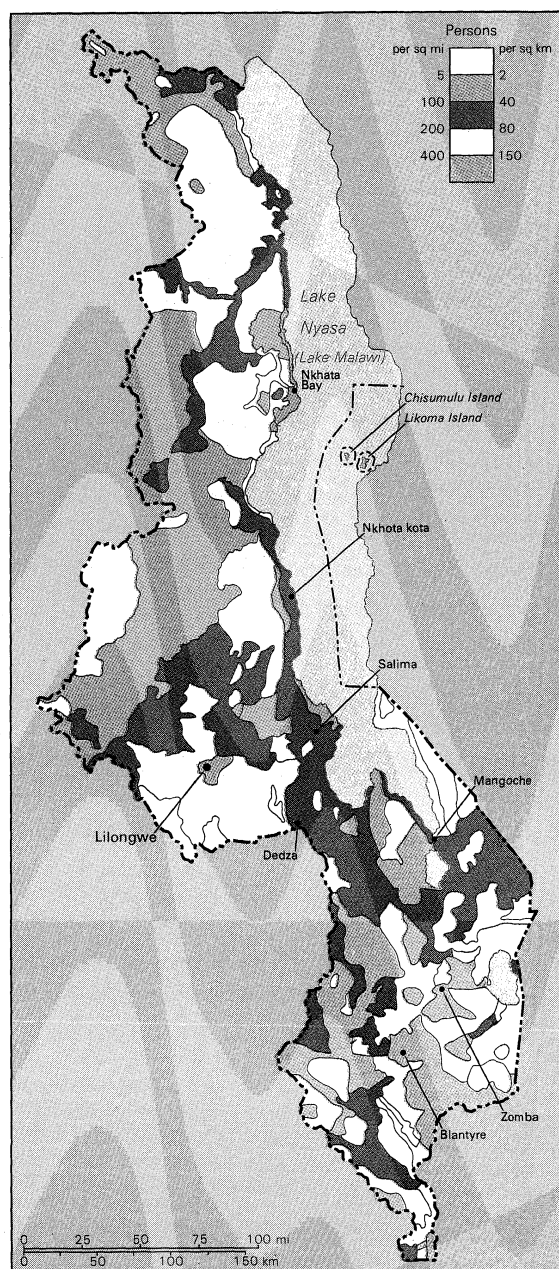 Persons
per sq mi per sq km
5 2
100 40
200 80
400 150
Lake
Nyasa
(Lake Malawi)
Nkhata
Bay
Chisumulu Island
Likoma Island
Nkhota kota
Salima
Mangoche
Lilongwe
Dedza
Zomba
Blantyre
0 25 50 75 100 mi
0 50 100 150 km